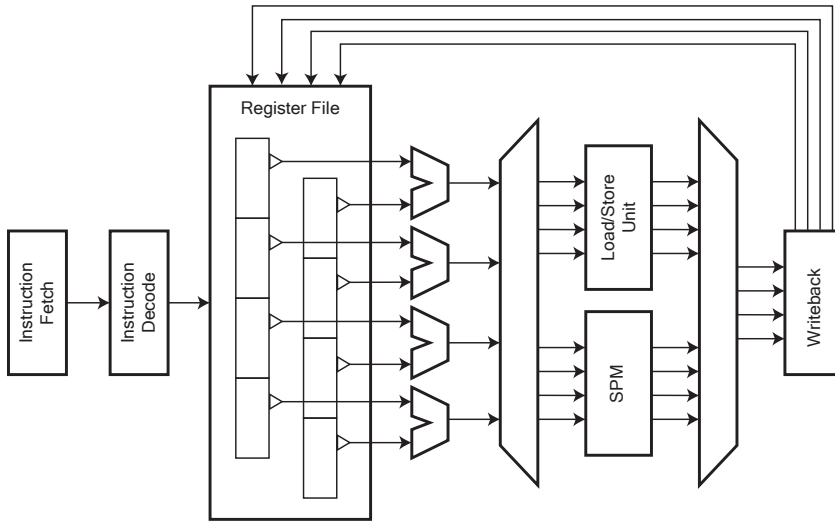 Register File
Instruction
Fetch
Instruction
Decode
Load/Store
Unit
SPM
Writeback